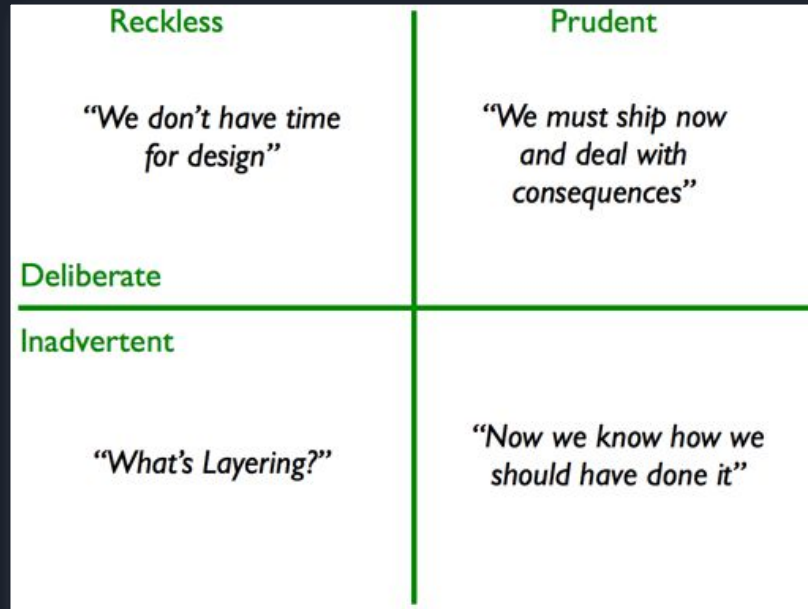 Reckless
Prudent
“We don’t have time
for design”
“We must ship now
and deal with
consequences”
Deliberate
Inadvertent
“What’s Layering?”
“Now we know how we
should have done it”